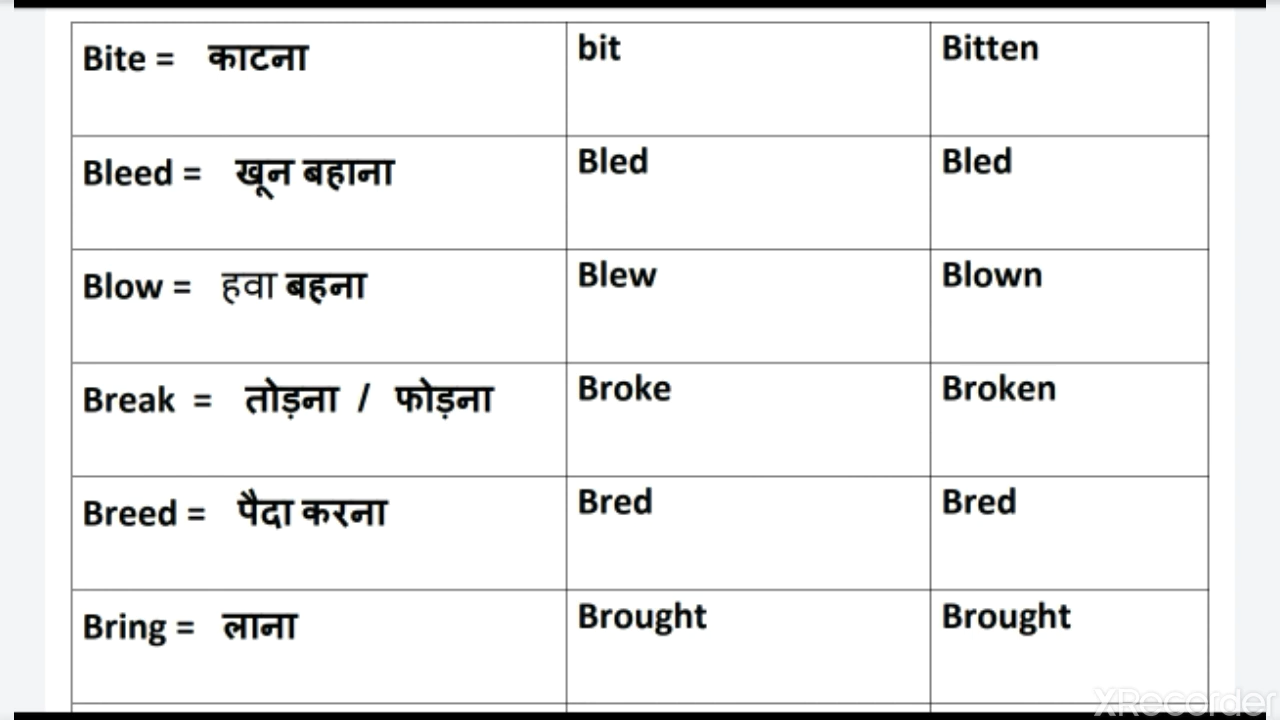 Bite = काटना bit Bitten
Bleed = खून बहाना Bled Bled
Blow = हवा बहना Blew Blown
Break = तोड़ना / फोड़ना Broke Broken
Breed = पैदा करना Bred Bred
Bring = लाना Brought Brought
XRecorder